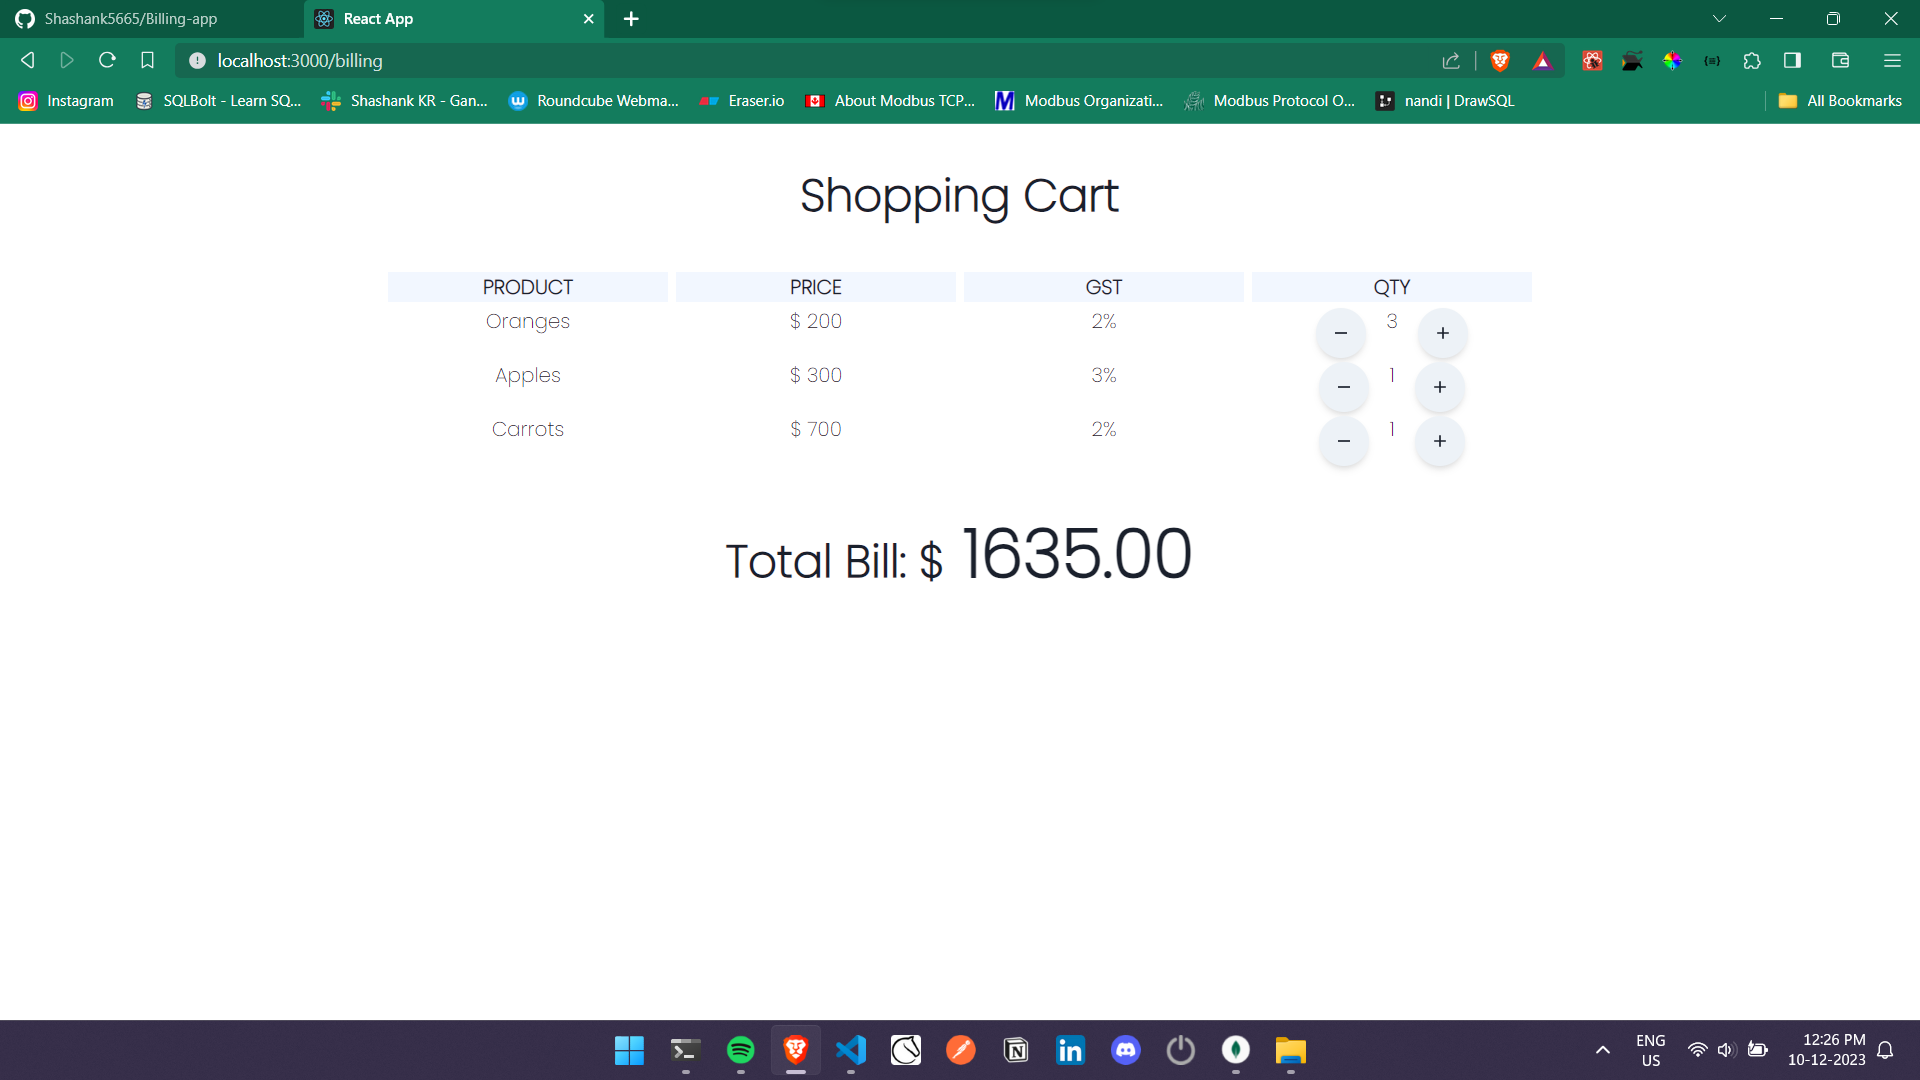 Shashank5665/Billing-app React App
localhost:3000/billing
Instagram SQLBolt - Learn SQ... Shashank KR - Gan... Roundcube Webma... Eraser.io About Modbus TCP... Modbus Organizati... Modbus Protocol O... nandi | DrawSQL All Bookmarks
Shopping Cart
PRODUCT PRICE GST QTY
Oranges $ 200 2% − 3 +
Apples $ 300 3% − 1 +
Carrots $ 700 2% − 1 +
Total Bill: $ 1635.00
ENG 12:26 PM
US 10-12-2023